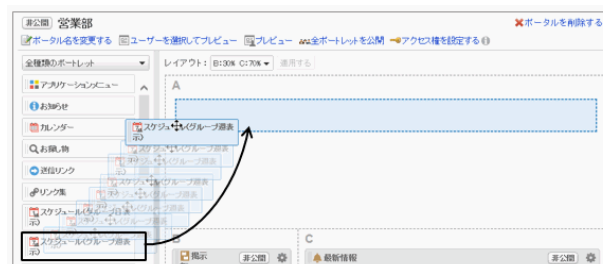 非公開 営業部
ポータルを削除する
ポータル名を変更する ユーザーを選択してプレビュー プレビュー 全ポートレットを公開 アクセス権を設定する
全種類のポートレット
レイアウト: B:30% C:70% 適用する
アプリケーションメニュー
A
お知らせ
カレンダー
スケジュール(グループ週表示)
お探し物
送信リンク
リンク集
スケジュール(グループ日表示)
スケジュール(グループ週表示)
B
C
掲示 非公開
最新情報 非公開